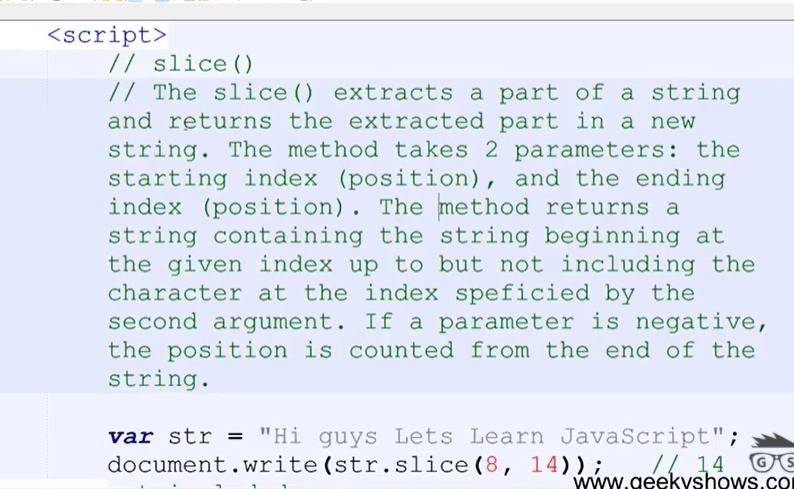 <script>
// slice()
// The slice() extracts a part of a string
and returns the extracted part in a new
string. The method takes 2 parameters: the
starting index (position), and the ending
index (position). The method returns a
string containing the string beginning at
the given index up to but not including the
character at the index speficied by the
second argument. If a parameter is negative,
the position is counted from the end of the
string.
var str = "Hi guys Lets Learn JavaScript";
document.write(str.slice(8, 14)); // 14
G S
www.geekyshows.com